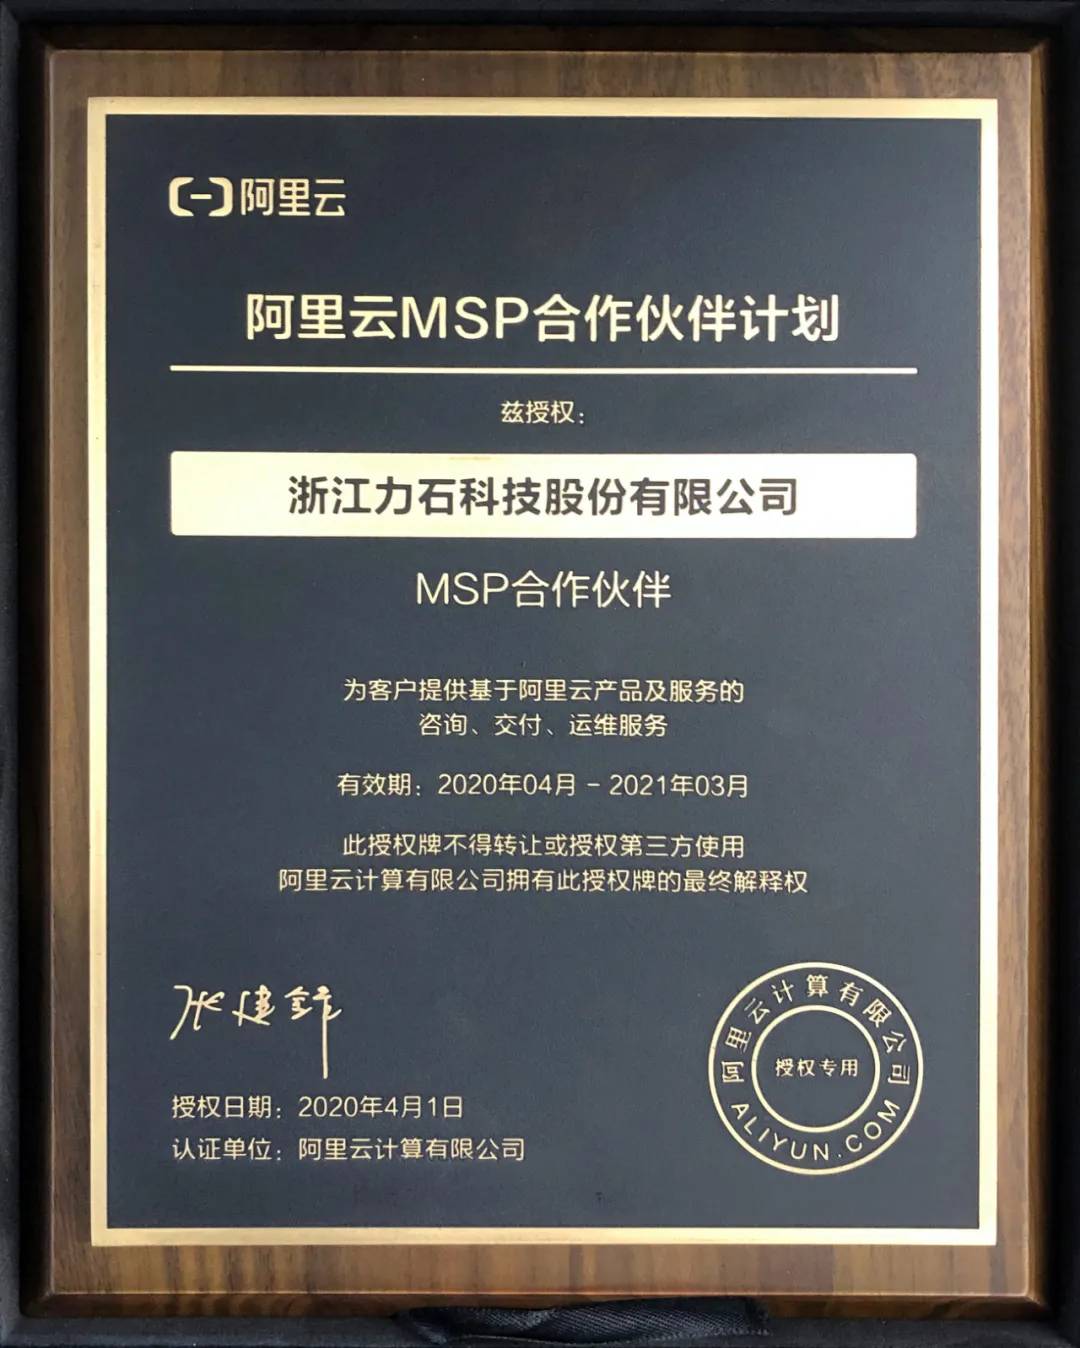 阿里云
阿里云MSP合作伙伴计划
兹授权：
浙江力石科技股份有限公司
MSP合作伙伴
为客户提供基于阿里云产品及服务的
咨询、交付、运维服务
有效期：2020年04月 - 2021年03月
此授权牌不得转让或授权第三方使用
阿里云计算有限公司拥有此授权牌的最终解释权
张建锋
授权日期：2020年4月1日
认证单位：阿里云计算有限公司
阿里云计算有限公司
授权专用
ALIYUN.COM